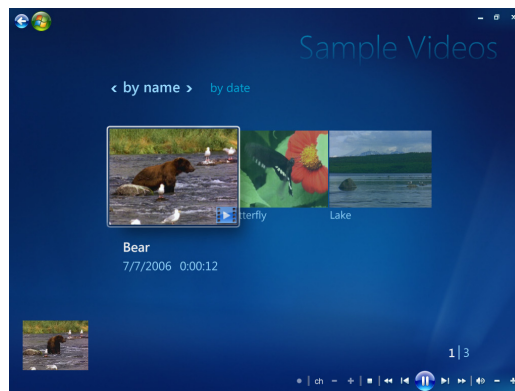 Sample Videos
‹ by name › by date
tterfly
Lake
Bear
7/7/2006 0:00:12
1 | 3
ch